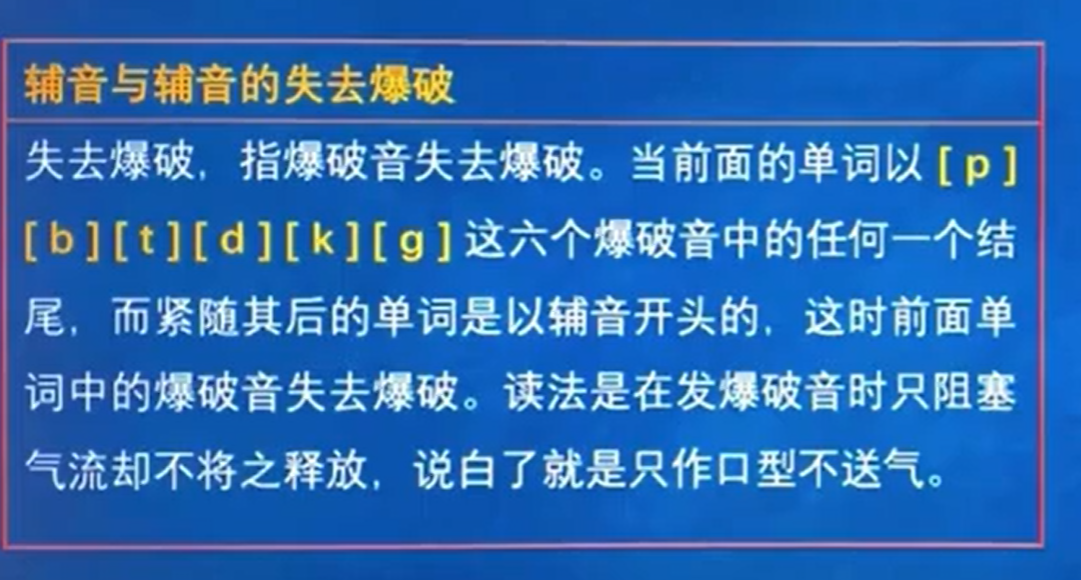 辅音与辅音的失去爆破
失去爆破，指爆破音失去爆破。当前面的单词以 [ p ]
[ b ] [ t ] [ d ] [ k ] [ g ] 这六个爆破音中的任何一个结
尾，而紧随其后的单词是以辅音开头的，这时前面单
词中的爆破音失去爆破。读法是在发爆破音时只阻塞
气流却不将之释放，说白了就是只作口型不送气。